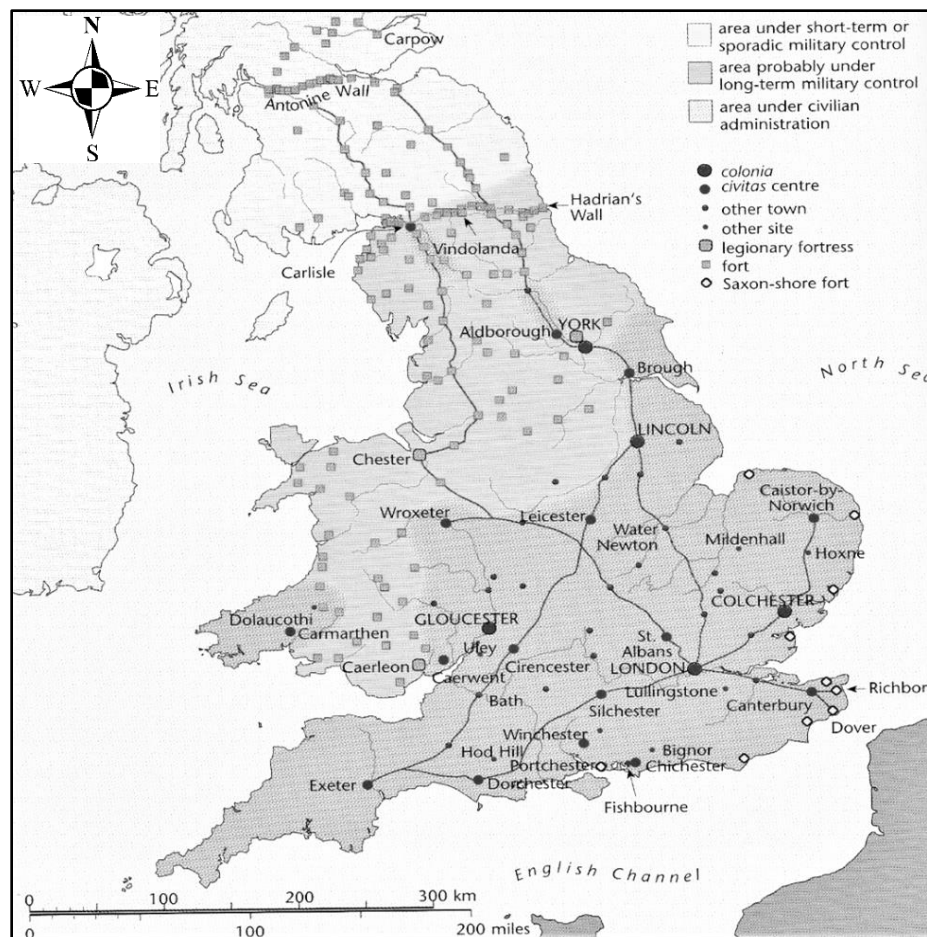 N
W E
S
Carpow
Antonine Wall
area under short-term or
sporadic military control
area probably under
long-term military control
area under civilian
administration
colonia
civitas centre
other town
other site
legionary fortress
fort
Saxon-shore fort
Hadrian's
Wall
Carlisle
Vindolanda
Aldborough
YORK
Irish Sea
Brough
North Sea
LINCOLN
Chester
Wroxeter
Leicester
Water
Newton
Caistor-by-
Norwich
Mildenhall
Hoxne
Dolaucothi
Carmarthen
GLOUCESTER
COLCHESTER
Uley
St.
Albans
Caerleon
Caerwent
Cirencester
LONDON
Bath
Silchester
Lullingstone
Canterbury
Richbor
Dover
Winchester
Hod Hill
Portchester
Bignor
Chichester
Exeter
Dorchester
Fishbourne
English Channel
0 100 300 km
0 100 200 miles